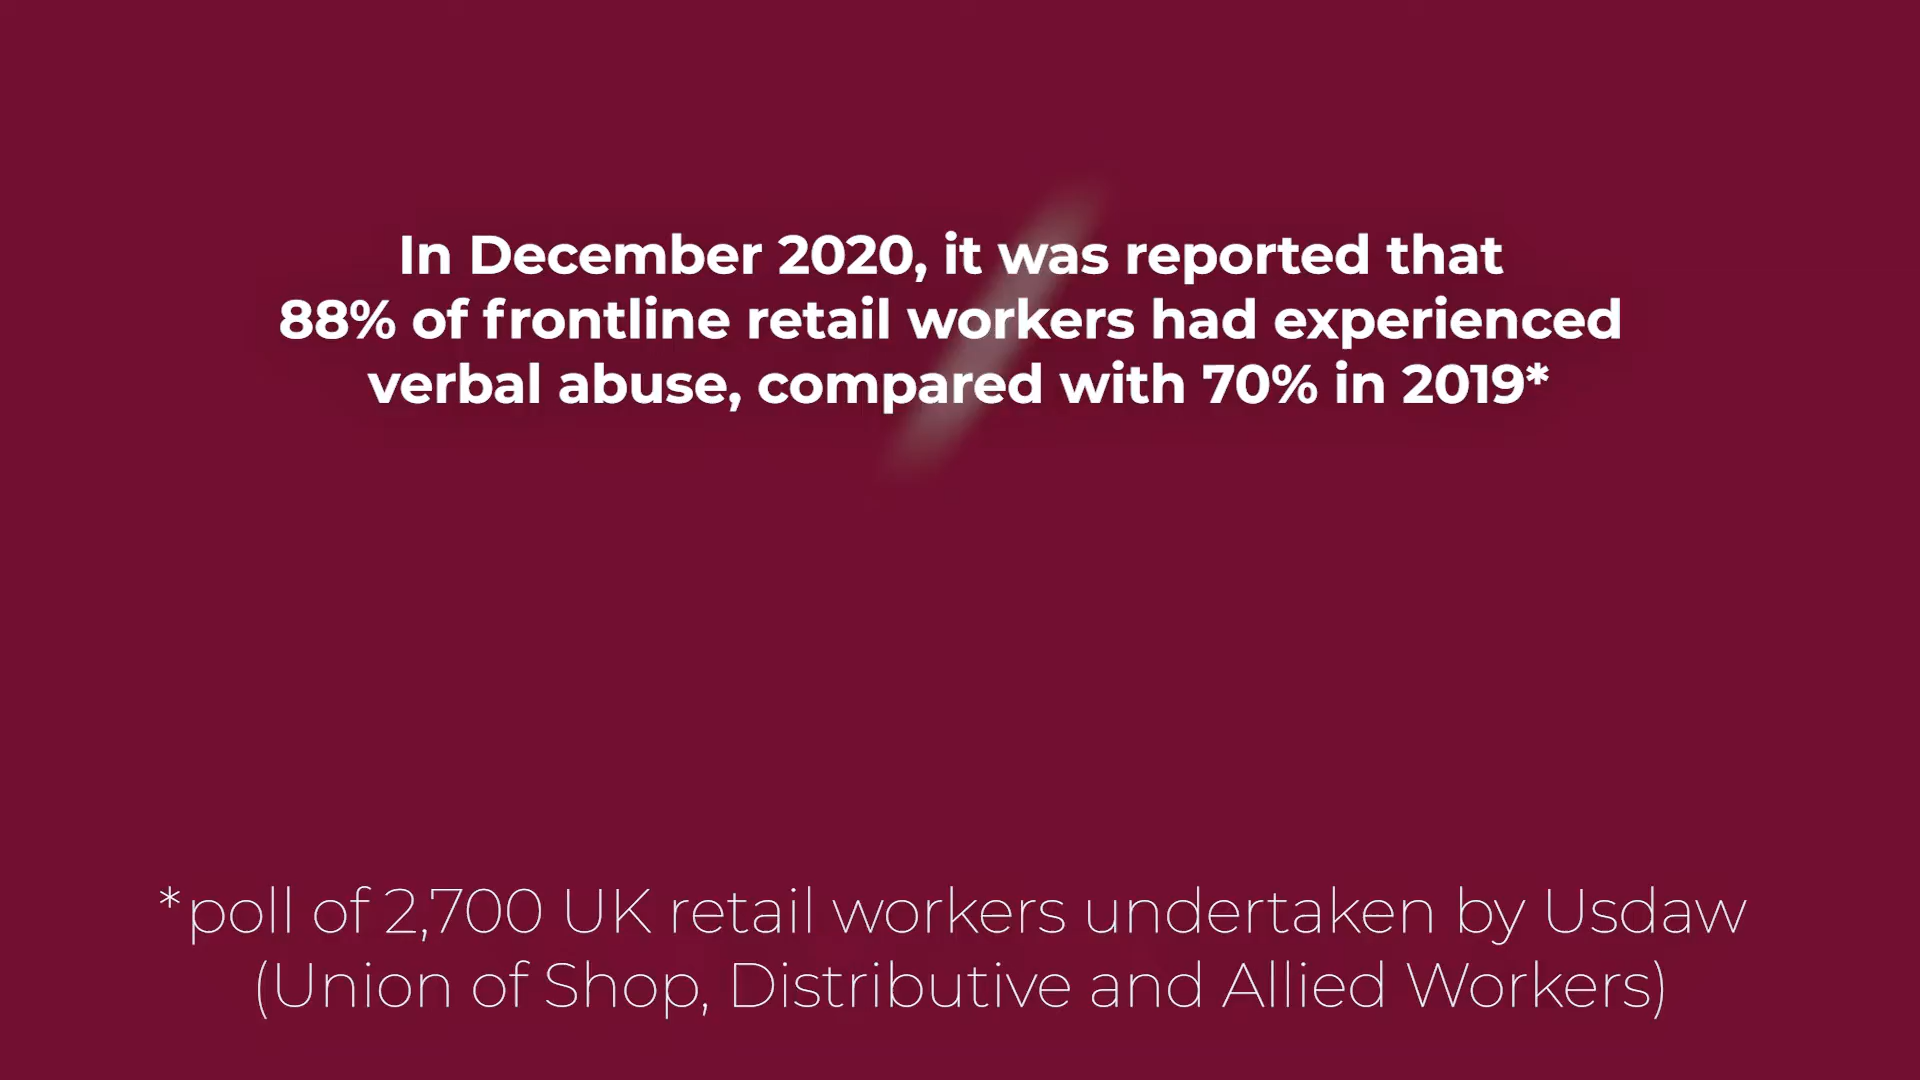 In December 2020, it was reported that
88% of frontline retail workers had experienced
verbal abuse, compared with 70% in 2019*
*poll of 2,700 UK retail workers undertaken by Usdaw
(Union of Shop, Distributive and Allied Workers)